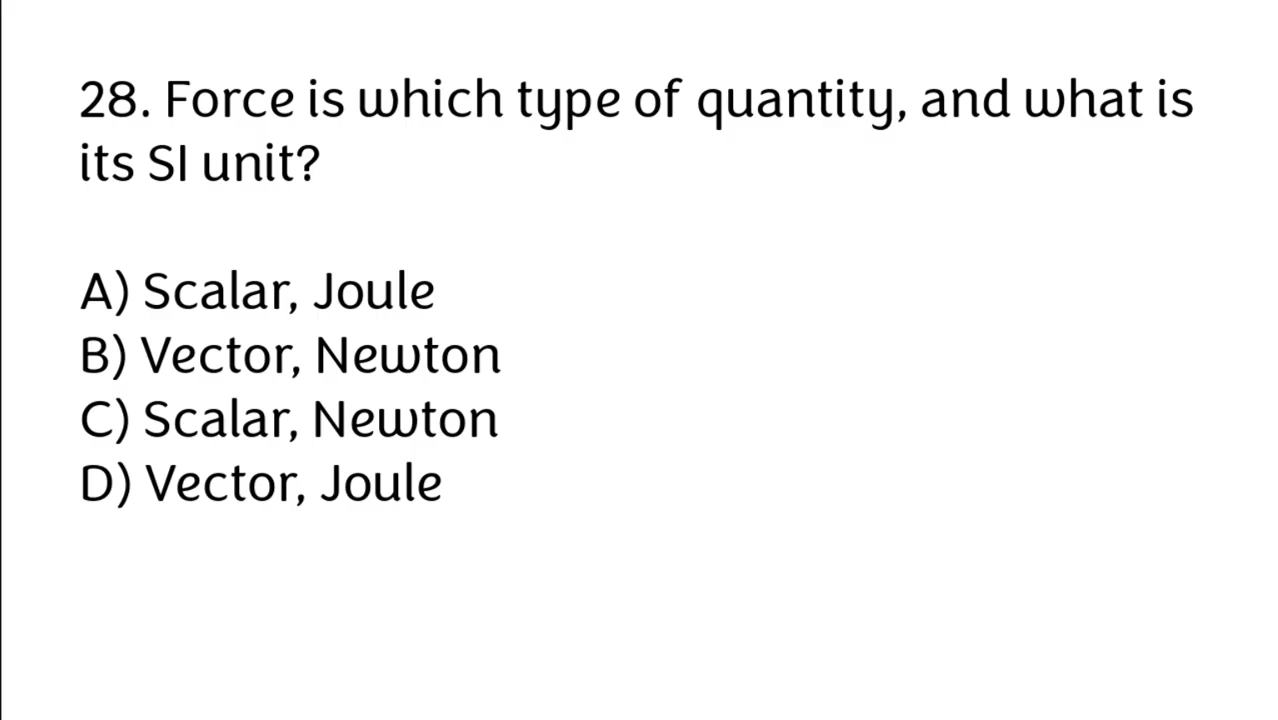 28. Force is which type of quantity, and what is
its SI unit?
A) Scalar, Joule
B) Vector, Newton
C) Scalar, Newton
D) Vector, Joule